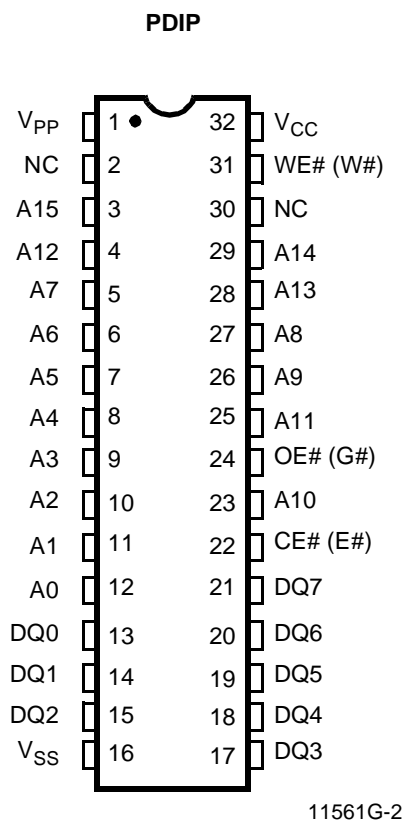 PDIP
VPP 1 32 VCC
NC 2 31 WE# (W#)
A15 3 30 NC
A12 4 29 A14
A7 5 28 A13
A6 6 27 A8
A5 7 26 A9
A4 8 25 A11
A3 9 24 OE# (G#)
A2 10 23 A10
A1 11 22 CE# (E#)
A0 12 21 DQ7
DQ0 13 20 DQ6
DQ1 14 19 DQ5
DQ2 15 18 DQ4
VSS 16 17 DQ3
11561G-2